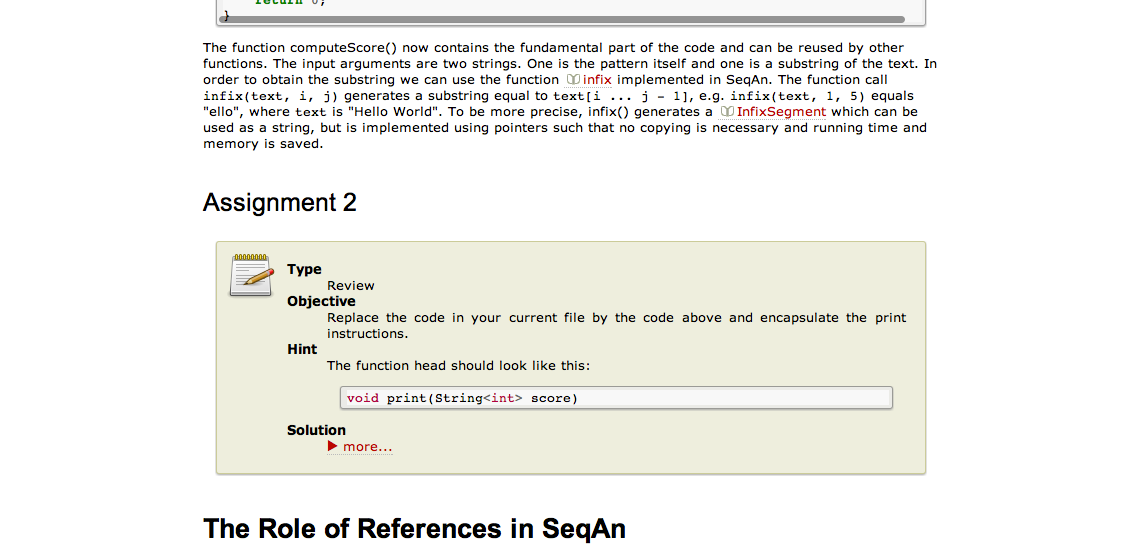 return 0;
}
The function computeScore() now contains the fundamental part of the code and can be reused by other
functions. The input arguments are two strings. One is the pattern itself and one is a substring of the text. In
order to obtain the substring we can use the function infix implemented in SeqAn. The function call
infix(text, i, j) generates a substring equal to text[i ... j - 1], e.g. infix(text, 1, 5) equals
"ello", where text is "Hello World". To be more precise, infix() generates a InfixSegment which can be
used as a string, but is implemented using pointers such that no copying is necessary and running time and
memory is saved.
Assignment 2
Type
Review
Objective
Replace the code in your current file by the code above and encapsulate the print
instructions.
Hint
The function head should look like this:
void print(String<int> score)
Solution
more...
The Role of References in SeqAn